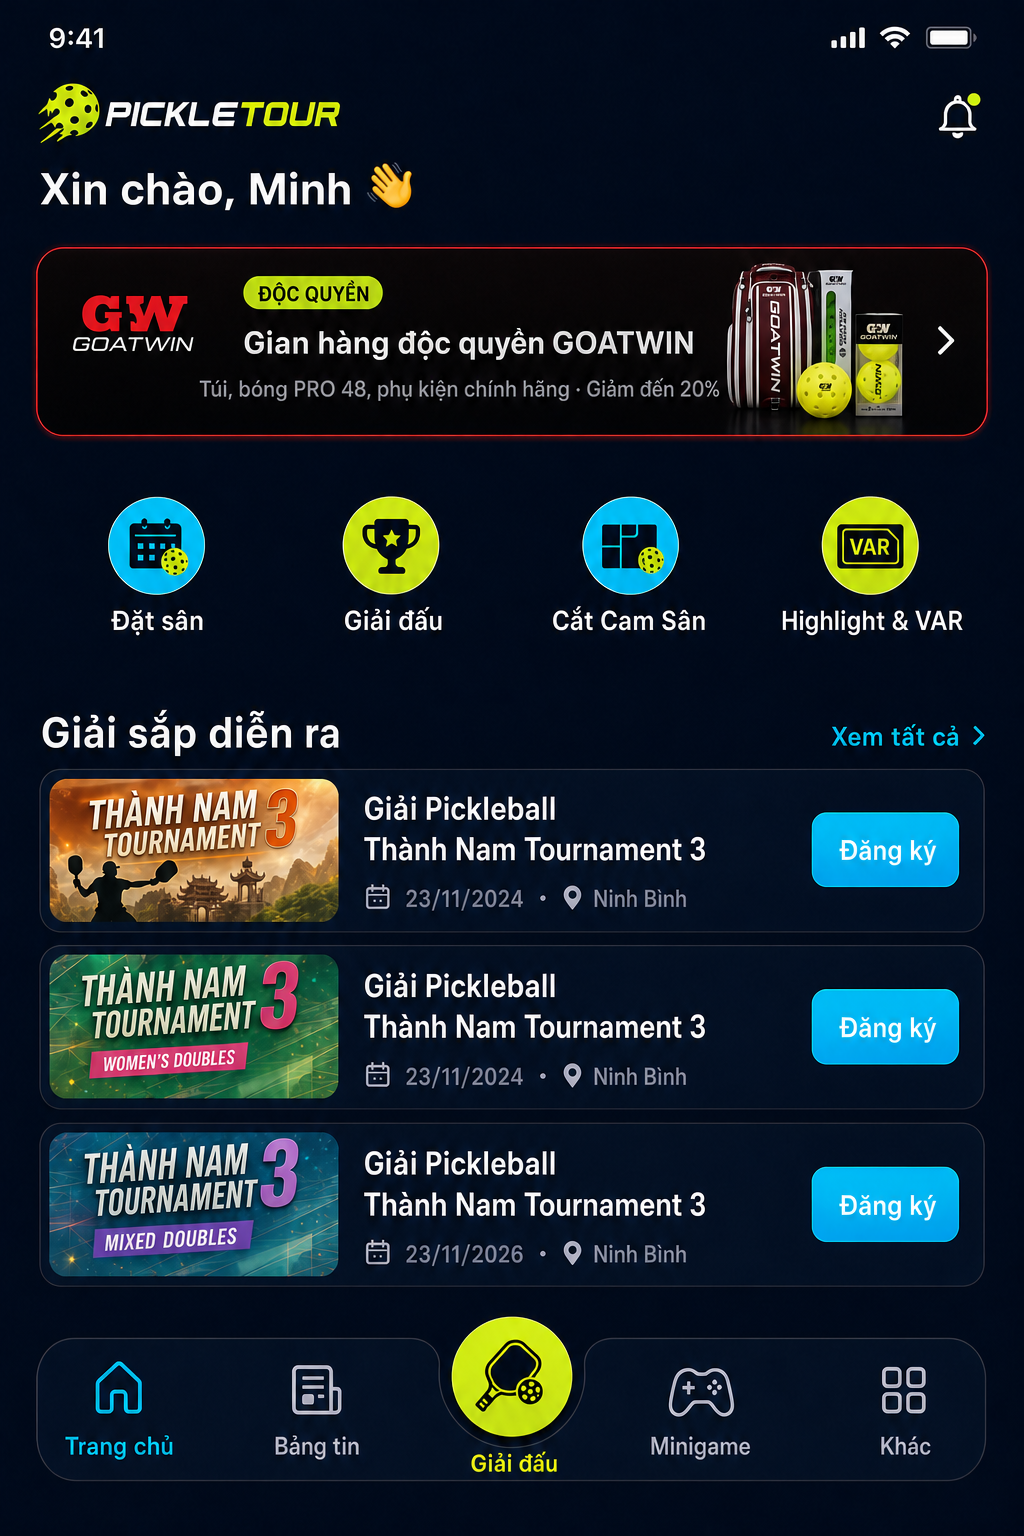 9:41
PICKLETOUR
Xin chào, Minh 👋
GW
GOATWIN
ĐỘC QUYỀN
Gian hàng độc quyền GOATWIN
Túi, bóng PRO 48, phụ kiện chính hãng · Giảm đến 20%
GW
GOATWIN
GW
GW
GOATWIN
GW
Đặt sân
Giải đấu
Cắt Cam Sân
VAR
Highlight & VAR
Giải sắp diễn ra
Xem tất cả
THÀNH NAM
TOURNAMENT 3
Giải Pickleball
Thành Nam Tournament 3
23/11/2024 • Ninh Bình
Đăng ký
THÀNH NAM
TOURNAMENT 3
WOMEN'S DOUBLES
Giải Pickleball
Thành Nam Tournament 3
23/11/2024 • Ninh Bình
Đăng ký
THÀNH NAM
TOURNAMENT 3
MIXED DOUBLES
Giải Pickleball
Thành Nam Tournament 3
23/11/2026 • Ninh Bình
Đăng ký
Trang chủ
Bảng tin
Giải đấu
Minigame
Khác